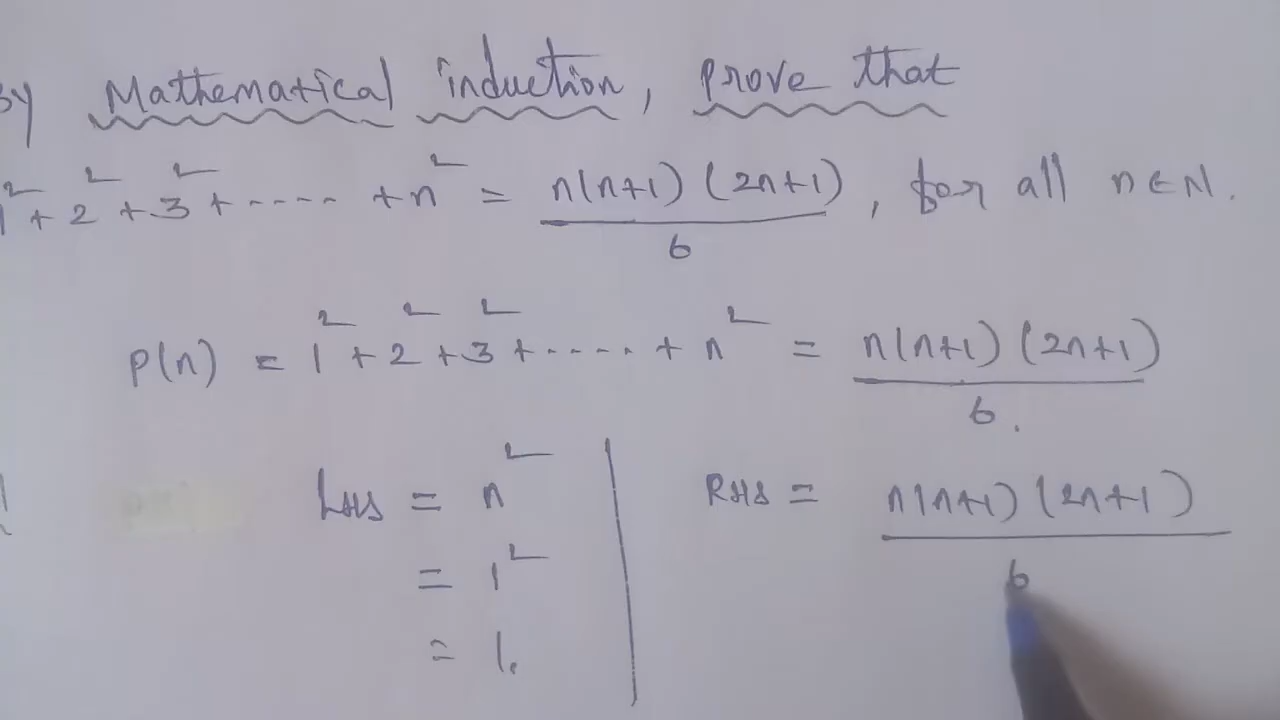 By Mathematical induction, prove that
1² + 2² + 3² + ..... + n² = n(n+1)(2n+1)/6, for all n∈N.
P(n) = 1² + 2² + 3² + ..... + n² = n(n+1)(2n+1)/6.
LHS = n²
= 1²
= 1.
RHS = n(n+1)(2n+1)/6